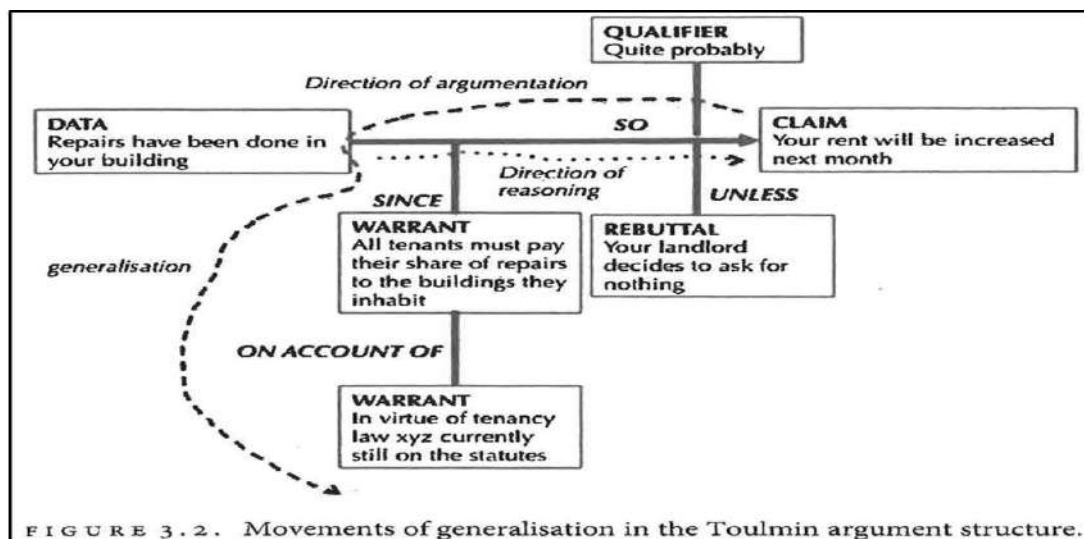 QUALIFIER
Quite probably
Direction of argumentation
DATA
Repairs have been done in
your building
SO
CLAIM
Your rent will be increased
next month
Direction of
reasoning
SINCE
UNLESS
WARRANT
All tenants must pay
their share of repairs
to the buildings they
inhabit
REBUTTAL
Your landlord
decides to ask for
nothing
generalisation
ON ACCOUNT OF
WARRANT
In virtue of tenancy
law xyz currently
still on the statutes
FIGURE 3.2. Movements of generalisation in the Toulmin argument structure.